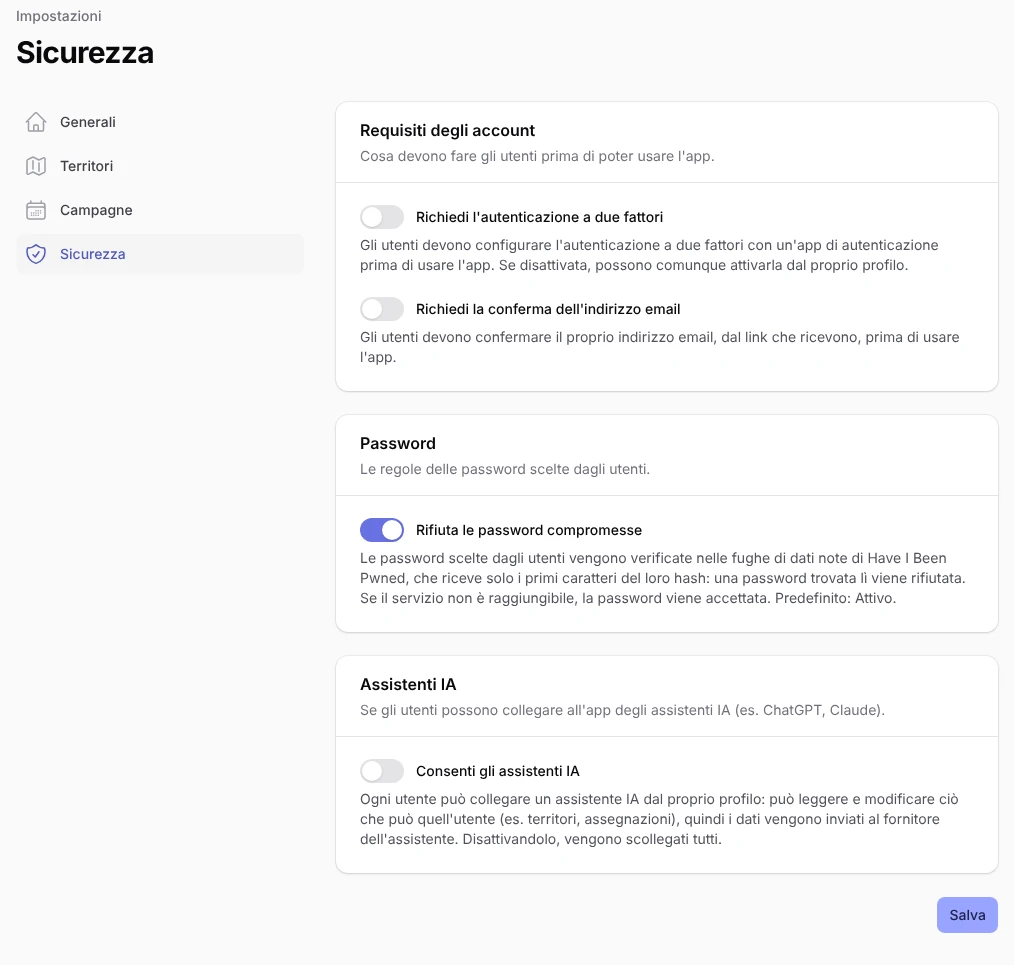 Impostazioni
Sicurezza
Generali
Territori
Campagne
Sicurezza
Requisiti degli account
Cosa devono fare gli utenti prima di poter usare l'app.
Richiedi l'autenticazione a due fattori
Gli utenti devono configurare l'autenticazione a due fattori con un'app di autenticazione
prima di usare l'app. Se disattivata, possono comunque attivarla dal proprio profilo.
Richiedi la conferma dell'indirizzo email
Gli utenti devono confermare il proprio indirizzo email, dal link che ricevono, prima di usare
l'app.
Password
Le regole delle password scelte dagli utenti.
Rifiuta le password compromesse
Le password scelte dagli utenti vengono verificate nelle fughe di dati note di Have I Been
Pwned, che riceve solo i primi caratteri del loro hash: una password trovata lì viene rifiutata.
Se il servizio non è raggiungibile, la password viene accettata. Predefinito: Attivo.
Assistenti IA
Se gli utenti possono collegare all'app degli assistenti IA (es. ChatGPT, Claude).
Consenti gli assistenti IA
Ogni utente può collegare un assistente IA dal proprio profilo: può leggere e modificare ciò
che può quell'utente (es. territori, assegnazioni), quindi i dati vengono inviati al fornitore
dell'assistente. Disattivandolo, vengono scollegati tutti.
Salva